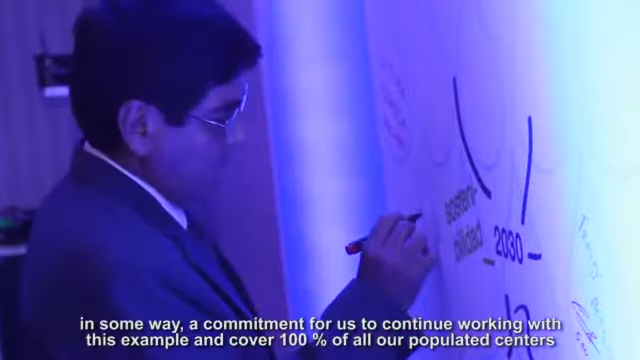 sosteni-
bilidad
2030
in some way, a commitment for us to continue working with
this example and cover 100 % of all our populated centers